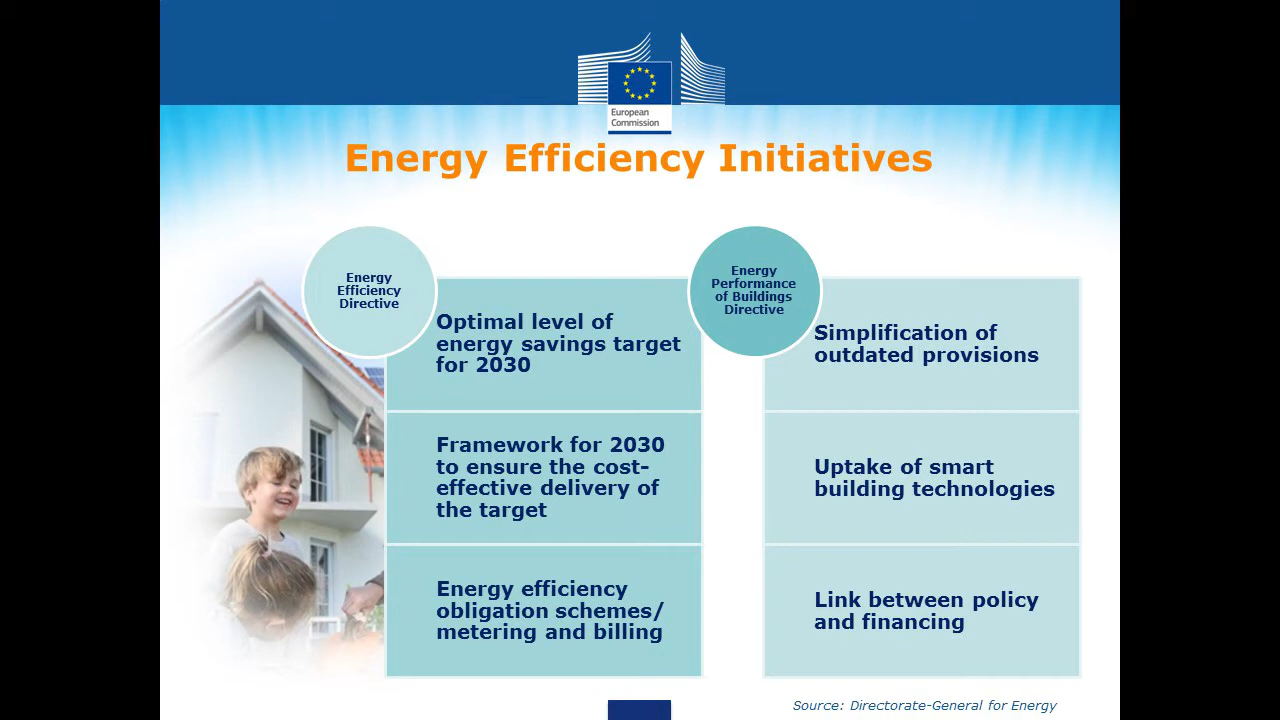 European
Commission
Energy Efficiency Initiatives
Energy
Efficiency
Directive
Optimal level of
energy savings target
for 2030
Framework for 2030
to ensure the cost-
effective delivery of
the target
Energy efficiency
obligation schemes/
metering and billing
Energy
Performance
of Buildings
Directive
Simplification of
outdated provisions
Uptake of smart
building technologies
Link between policy
and financing
Source: Directorate-General for Energy